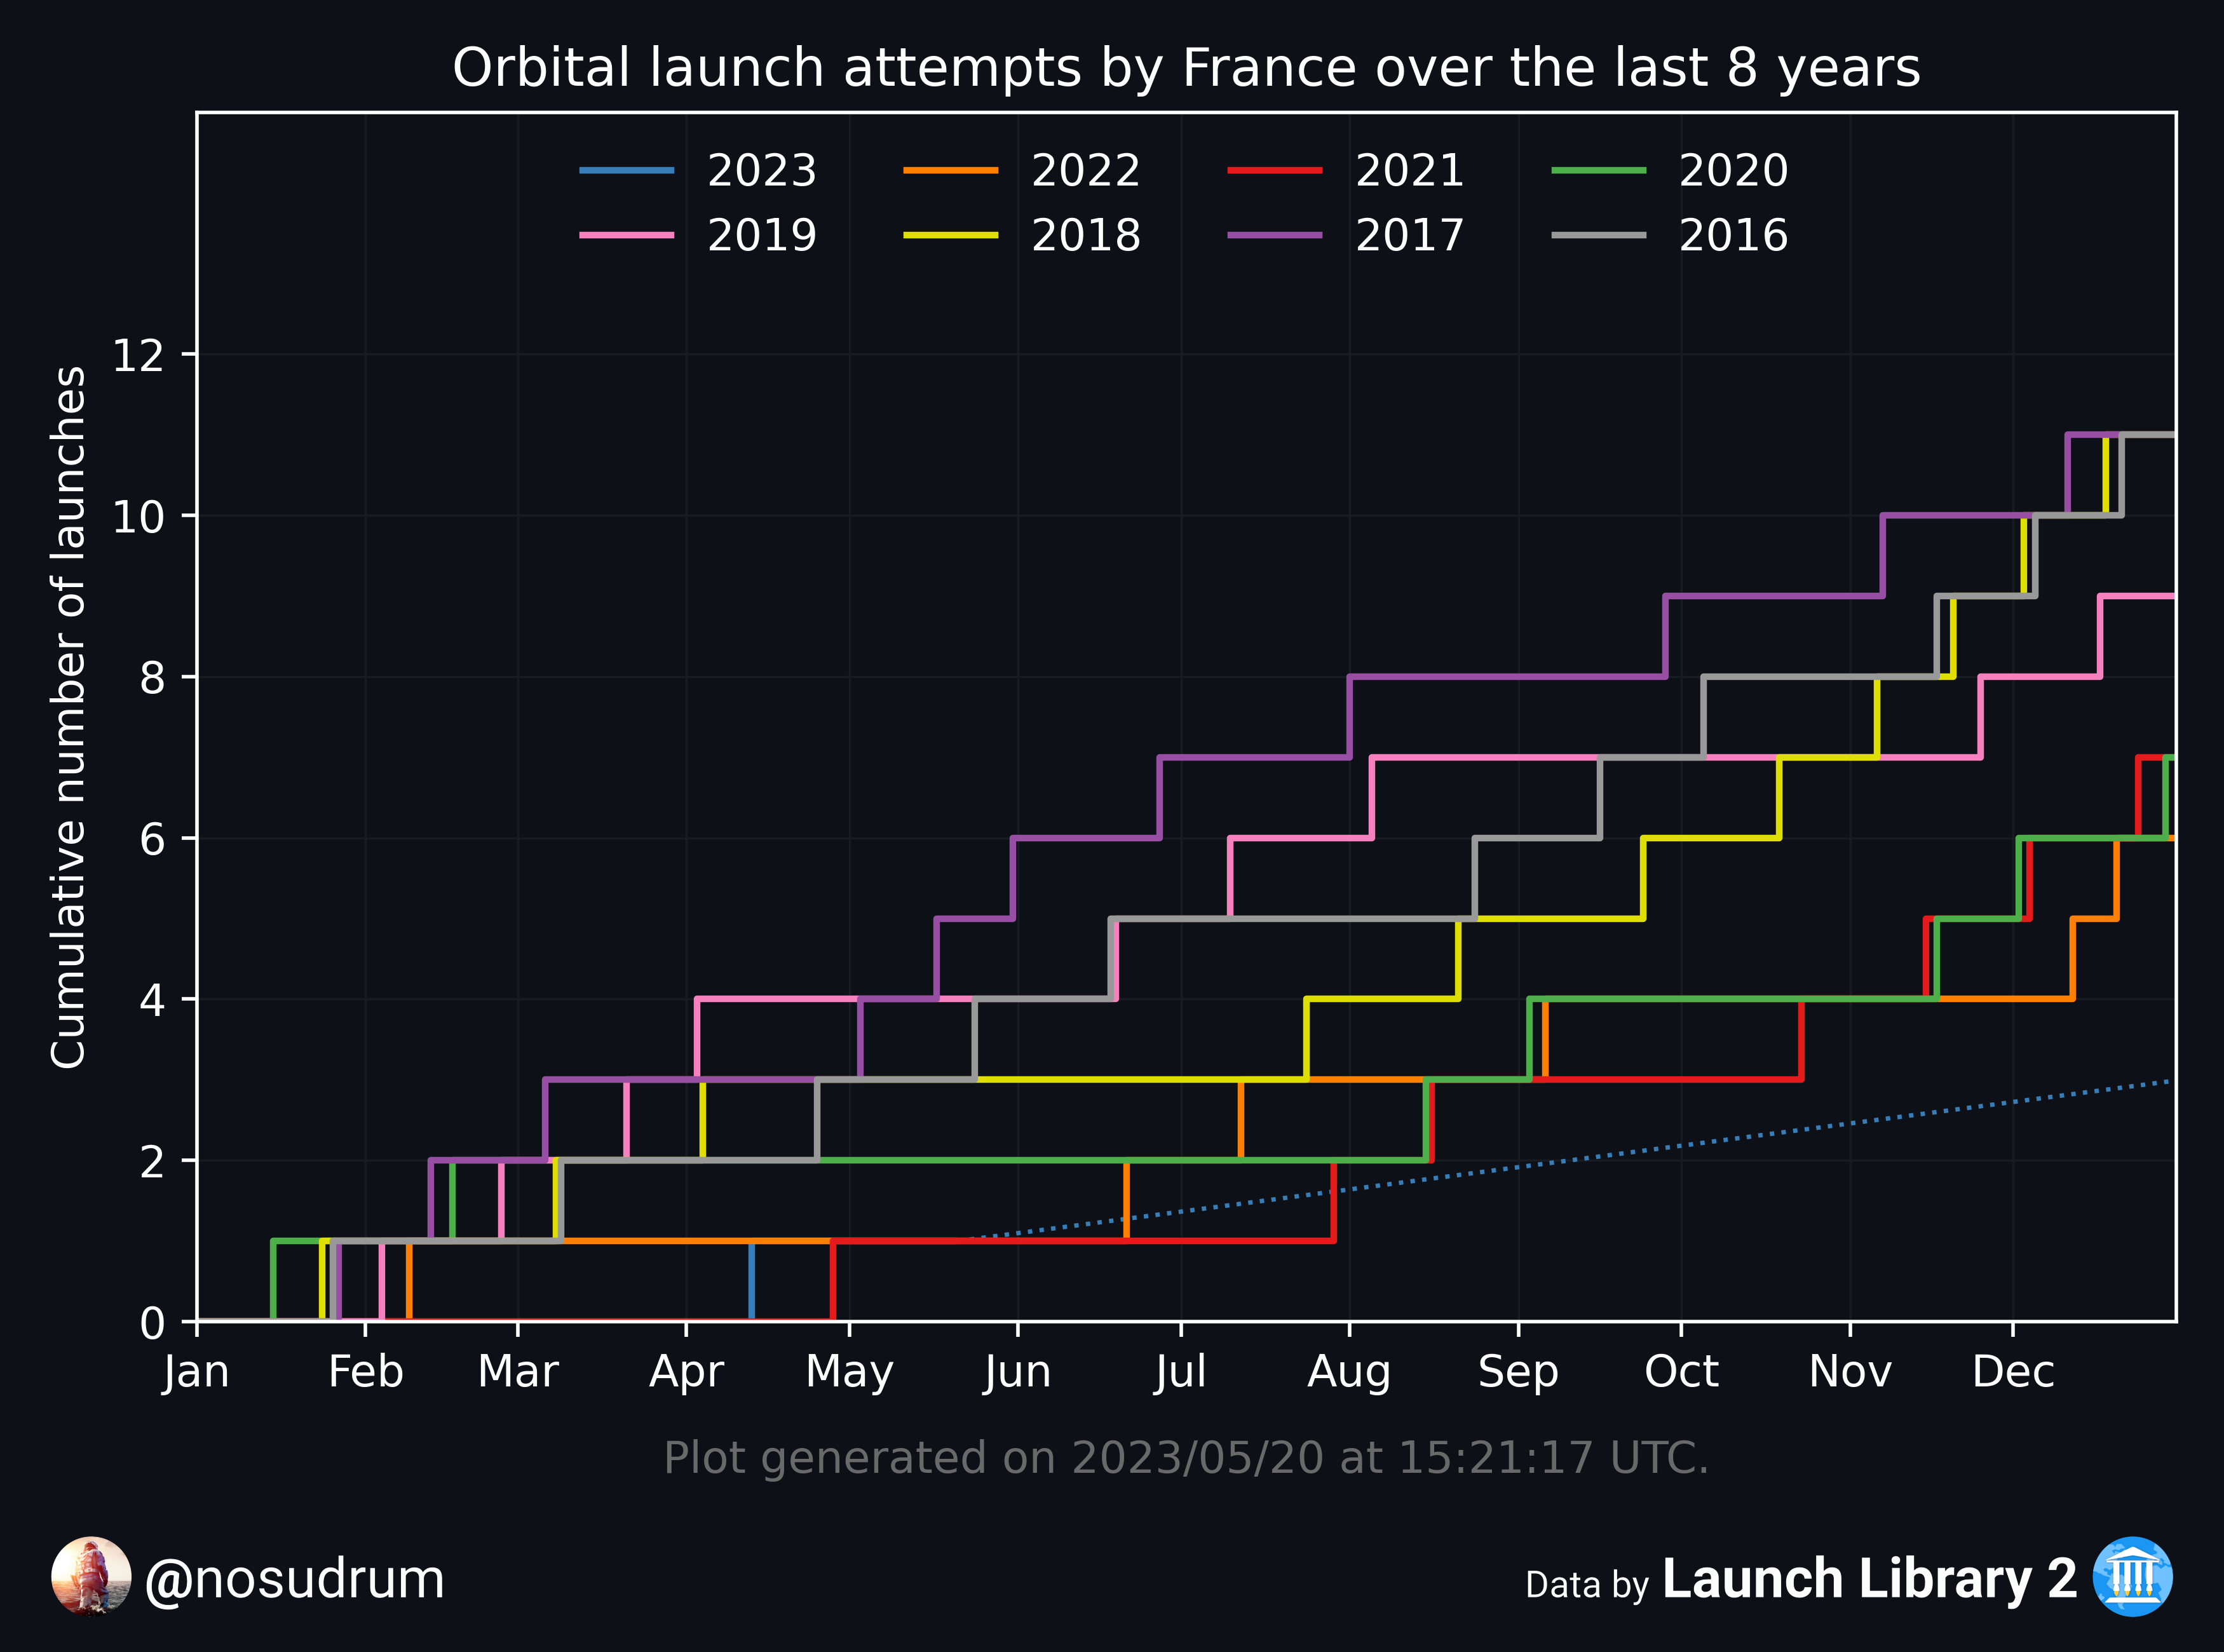 Orbital launch attempts by France over the last 8 years
2023 2022 2021 2020
2019 2018 2017 2016
Cumulative number of launches
12
10
8
6
4
2
0
Jan Feb Mar Apr May Jun Jul Aug Sep Oct Nov Dec
Plot generated on 2023/05/20 at 15:21:17 UTC.
@nosudrum
Data by Launch Library 2